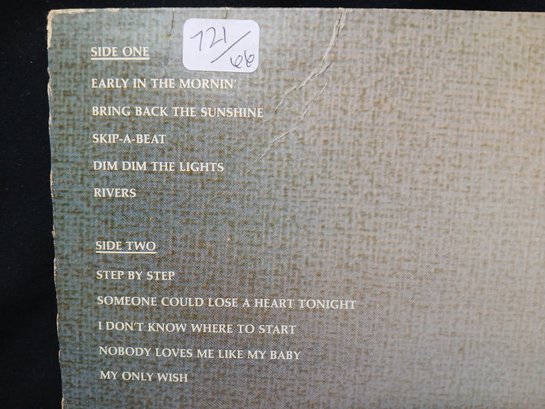 721/66
SIDE ONE
EARLY IN THE MORNIN'
BRING BACK THE SUNSHINE
SKIP-A-BEAT
DIM DIM THE LIGHTS
RIVERS
SIDE TWO
STEP BY STEP
SOMEONE COULD LOSE A HEART TONIGHT
I DON'T KNOW WHERE TO START
NOBODY LOVES ME LIKE MY BABY
MY ONLY WISH